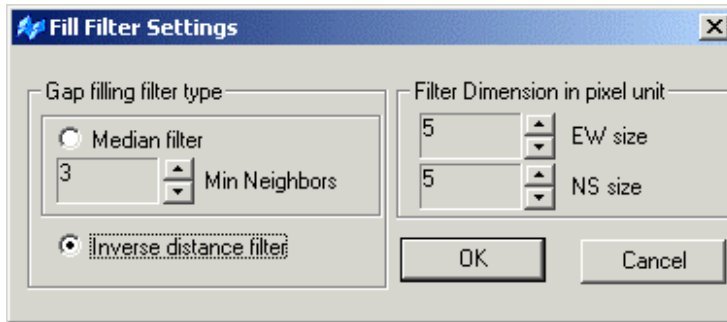 Fill Filter Settings
Gap filling filter type
Median filter
3 Min Neighbors
Inverse distance filter
Filter Dimension in pixel unit
5 EW size
5 NS size
OK Cancel